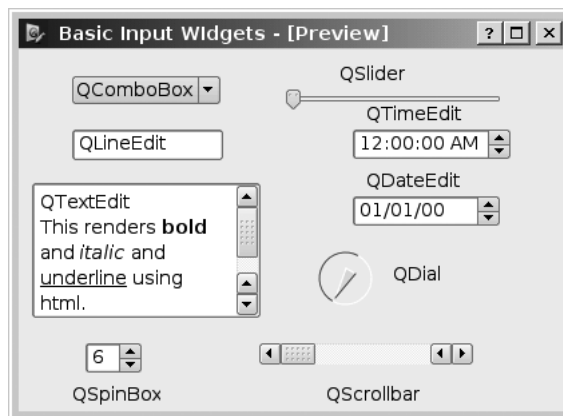 Basic Input WIdgets - [Preview]
?
QComboBox
QSlider
QTimeEdit
QLineEdit
12:00:00 AM
QDateEdit
QTextEdit
This renders bold
and italic and
underline using
html.
01/01/00
QDial
6
QSpinBox
QScrollbar